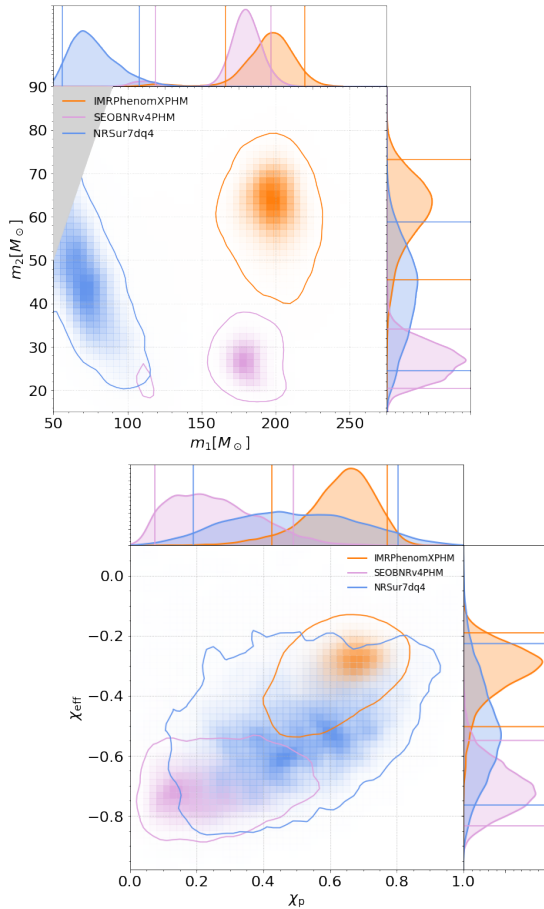 90
80
70
60
50
40
30
20
m₂[M⊙]
IMRPhenomXPHM
SEOBNRv4PHM
NRSur7dq4
50 100 150 200 250
m₁[M⊙]
0.0
−0.2
−0.4
−0.6
−0.8
χeff
IMRPhenomXPHM
SEOBNRv4PHM
NRSur7dq4
0.0 0.2 0.4 0.6 0.8 1.0
χp